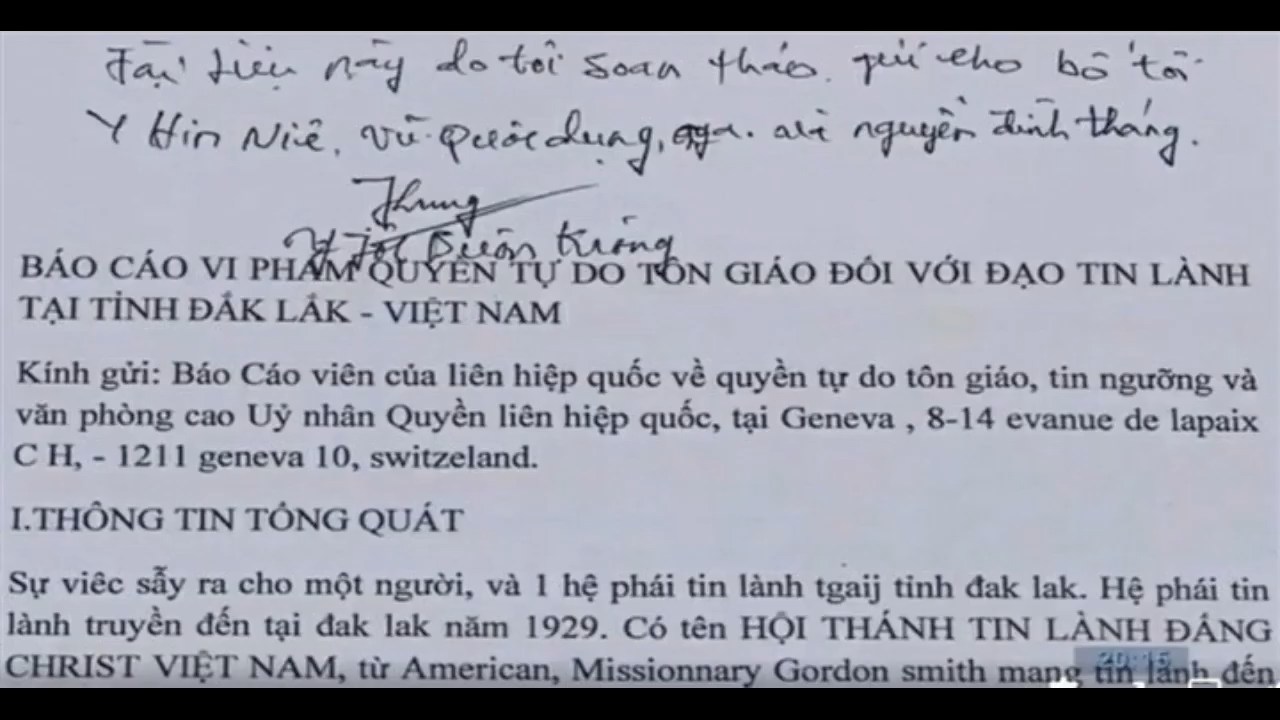 Tài liệu này do tôi soạn thảo. gửi cho bố tôi
Y Hin Niê, Vũ Quốc Dụng, nguyễn đình thắng.
Jhung
BÁO CÁO VI PHẠM QUYỀN TỰ DO TÔN GIÁO ĐỐI VỚI ĐẠO TIN LÀNH
TẠI TỈNH ĐẮK LẮK - VIỆT NAM
Kính gửi: Báo Cáo viên của liên hiệp quốc về quyền tự do tôn giáo, tin ngưỡng và
văn phòng cao Uỷ nhân Quyền liên hiệp quốc, tại Geneva , 8-14 evanue de lapaix
C H, - 1211 geneva 10, switzeland.
I.THÔNG TIN TỔNG QUÁT
Sự viêc sẫy ra cho một người, và 1 hệ phái tin lành tgaij tỉnh đak lak. Hệ phái tin
lành truyền đến tại đak lak năm 1929. Có tên HỘI THÁNH TIN LÀNH ĐẤNG
CHRIST VIỆT NAM, từ American, Missionnary Gordon smith mang tin lành đến
20:15